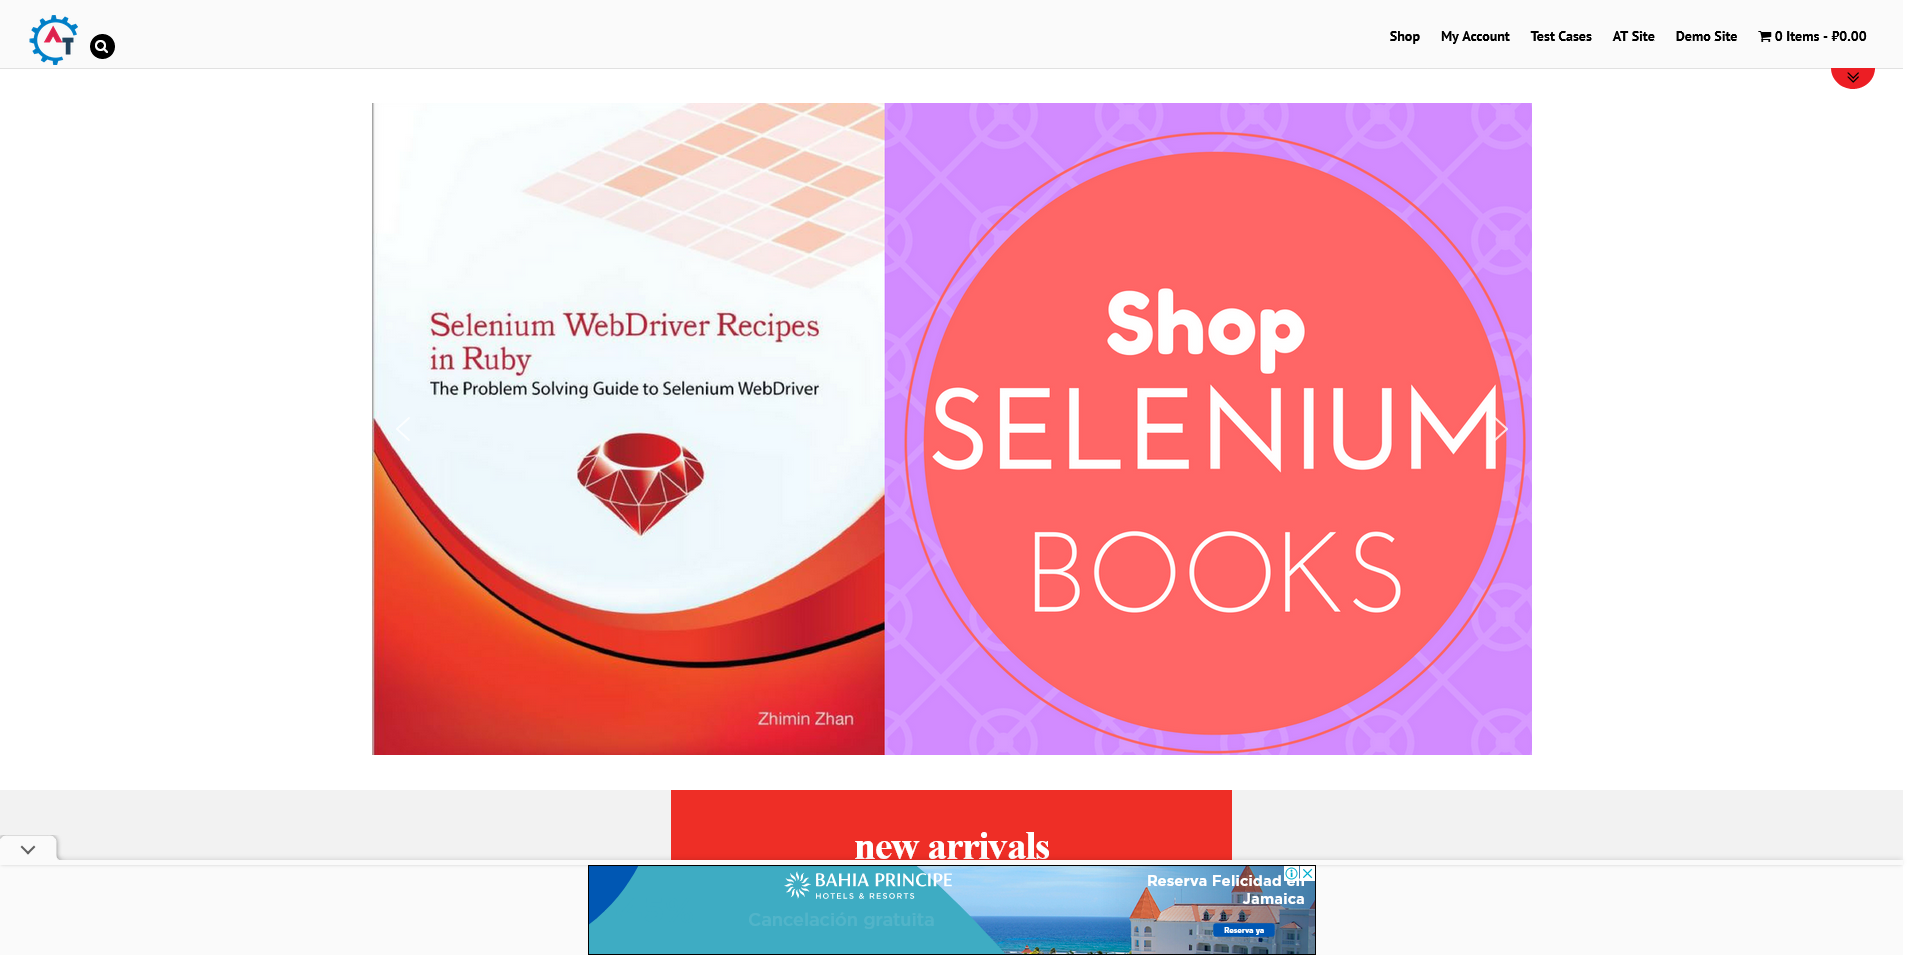 AT
Shop
My Account
Test Cases
AT Site
Demo Site
0 Items - ₽0.00
Selenium WebDriver Recipes
in Ruby
The Problem Solving Guide to Selenium WebDriver
Zhimin Zhan
Shop
SELENIUM
BOOKS
new arrivals
BAHIA PRINCIPE
HOTELS & RESORTS
Cancelación gratuita
Reserva Felicidad en
Jamaica
Reserva ya